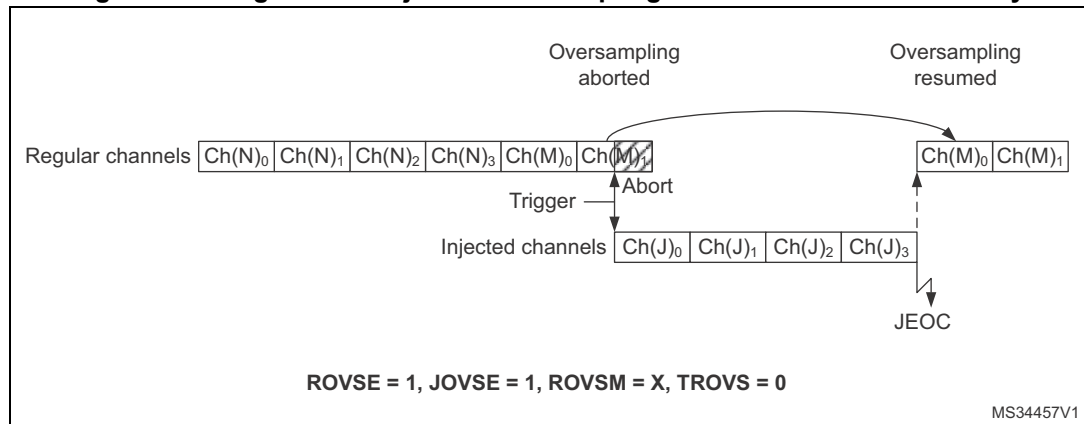 Oversampling
aborted
Oversampling
resumed
Regular channels Ch(N)₀ Ch(N)₁ Ch(N)₂ Ch(N)₃ Ch(M)₀ Ch(M)₁ Ch(M)₀ Ch(M)₁
Abort
Trigger
Injected channels Ch(J)₀ Ch(J)₁ Ch(J)₂ Ch(J)₃
JEOC
ROVSE = 1, JOVSE = 1, ROVSM = X, TROVS = 0
MS34457V1